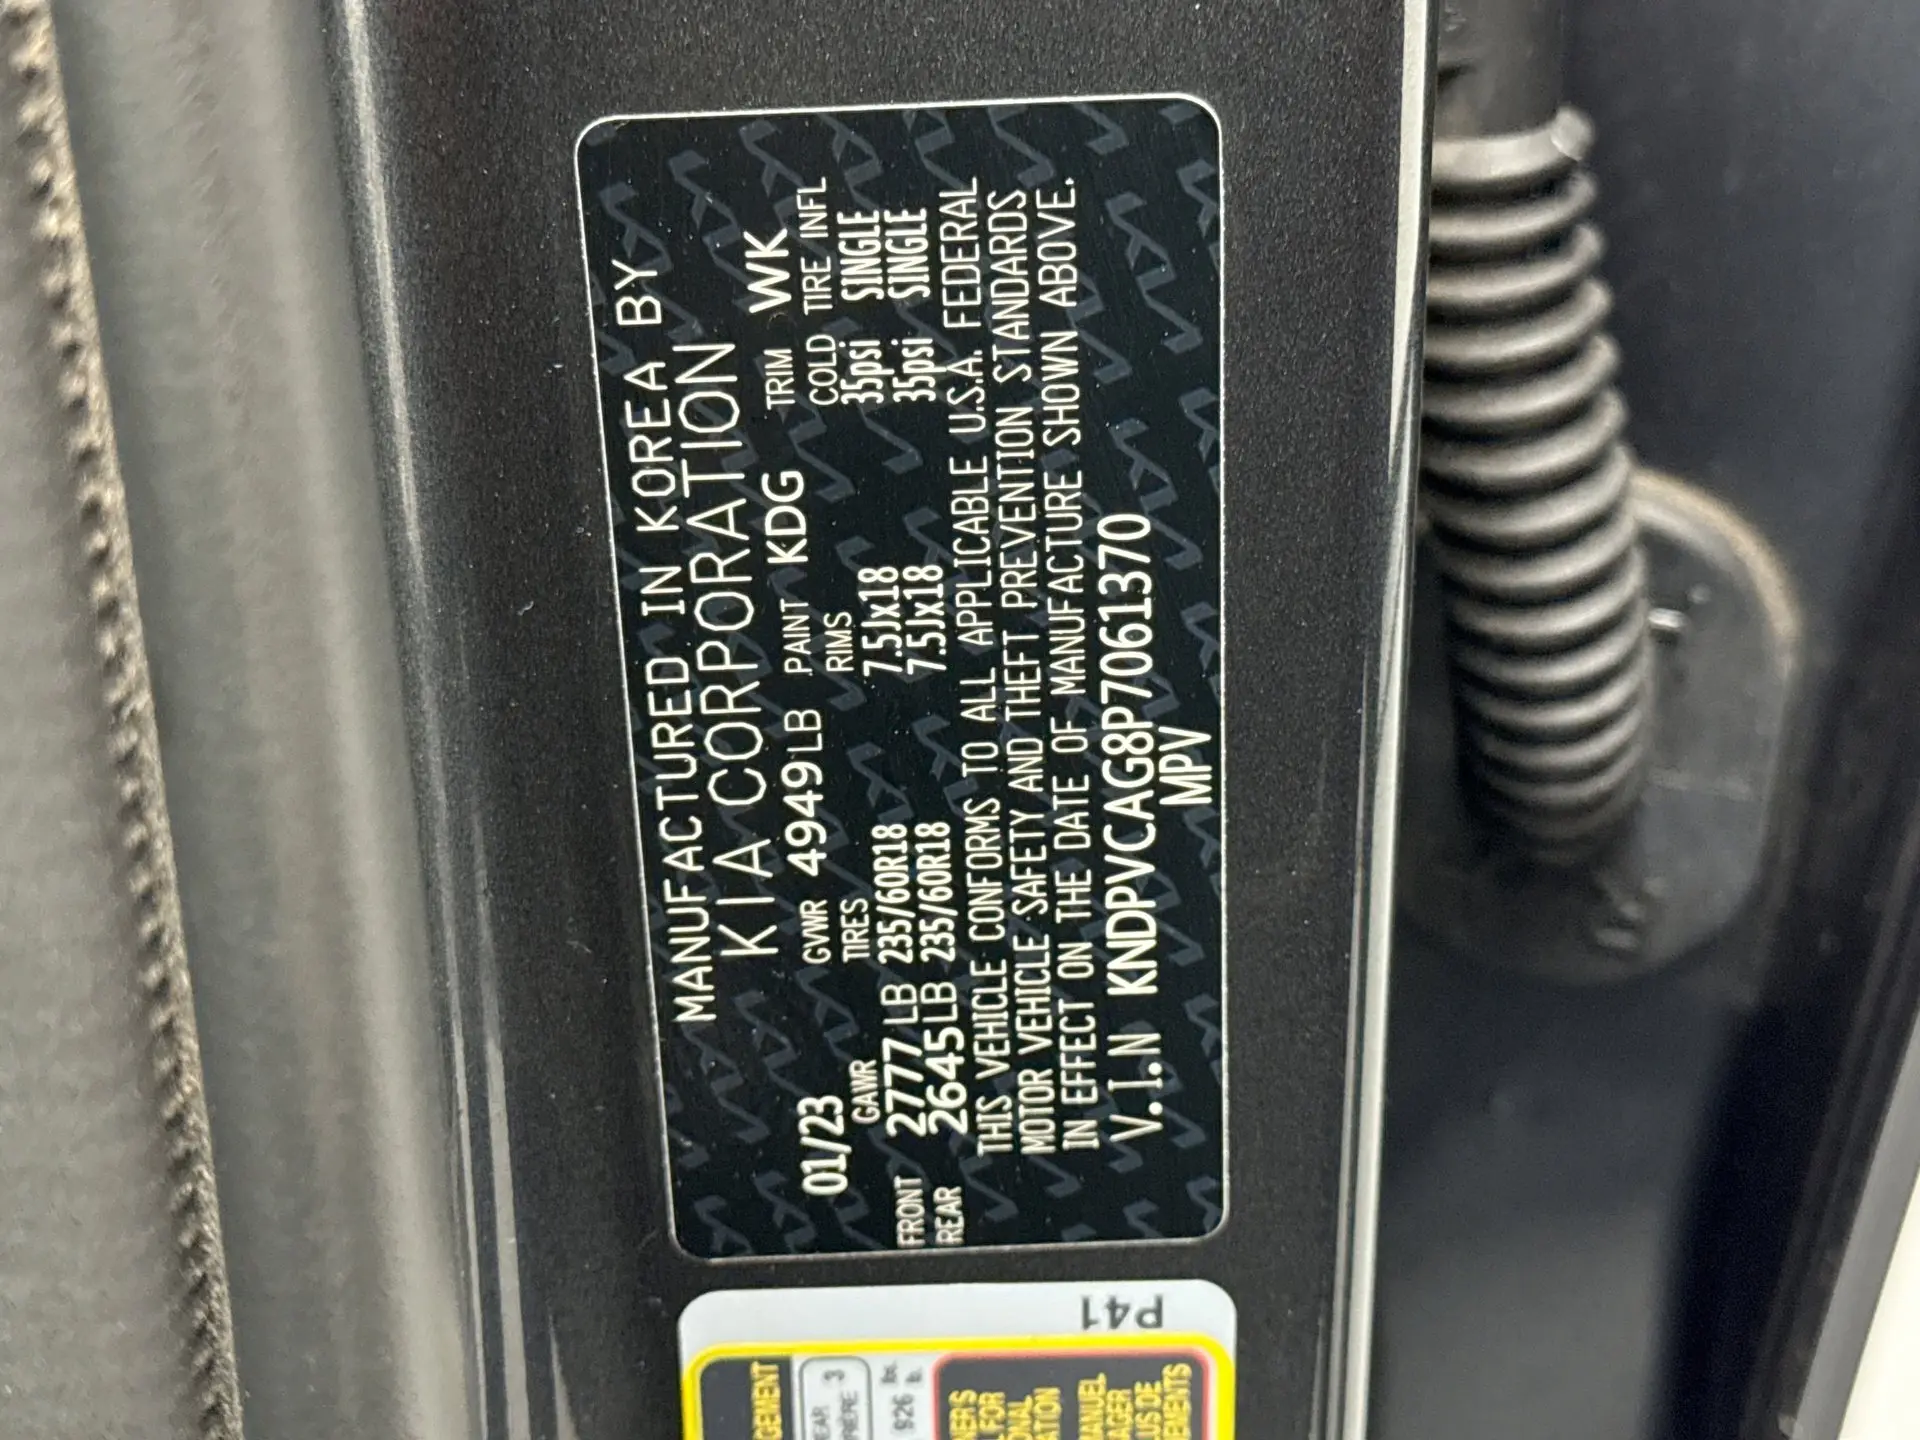 MANUFACTURED IN KOREA BY
KIA CORPORATION
01/23 GVWR 4949LB PAINT KDG TRIM WK
GAWR TIRES RIMS COLD TIRE INFL
FRONT 2777LB 235/60R18 7.5Jx18 35psi SINGLE
REAR 2645LB 235/60R18 7.5Jx18 35psi SINGLE
THIS VEHICLE CONFORMS TO ALL APPLICABLE U.S.A. FEDERAL
MOTOR VEHICLE SAFETY AND THEFT PREVENTION STANDARDS
IN EFFECT ON THE DATE OF MANUFACTURE SHOWN ABOVE.
V.I.N KNDPVCAG8P7061370
MPV
P41
3
926
MANUEL